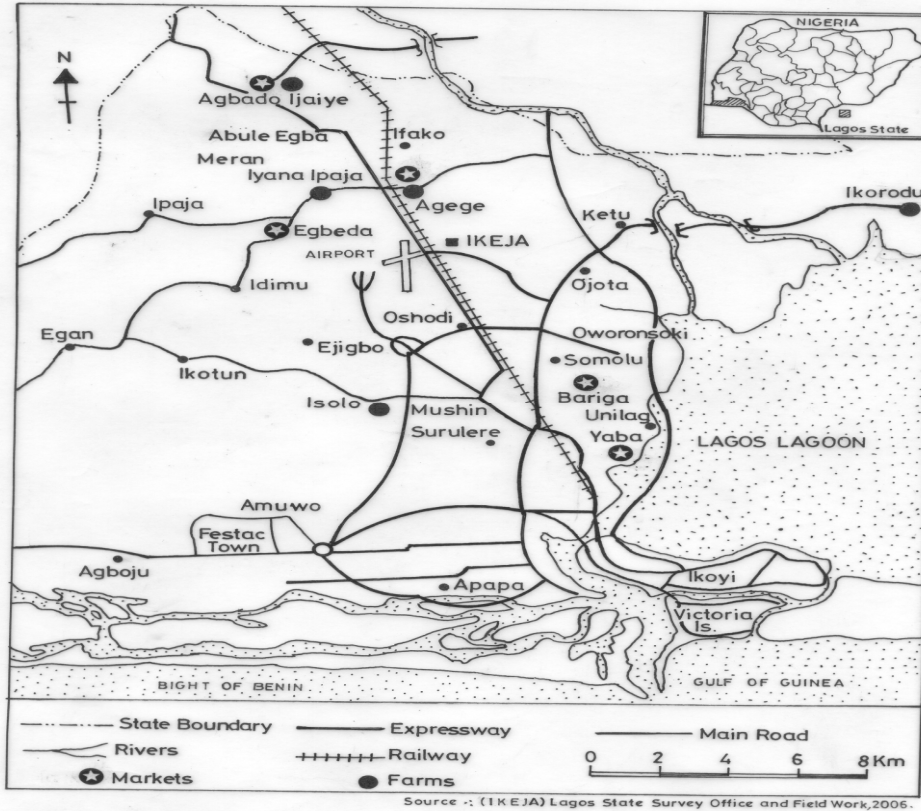 NIGERIA
Lagos State
N
Agbado Ijaiye
Abule Egba
Meran
Ifako
Iyana Ipaja
Agege
Ikorodu
Ipaja
Egbeda
Ketu
IKEJA
AIRPORT
Idimu
Ojota
Oshodi
Oworonsoki
Egan
Ejigbo
Somolu
Ikotun
Bariga
Isolo
Mushin
Unilag
Surulere
Yaba
LAGOS LAGOON
Amuwo
Festac
Town
Agboju
Apapa
Ikoyi
Victoria
Is.
BIGHT OF BENIN
GULF OF GUINEA
State Boundary
Expressway
Main Road
Rivers
Railway
Markets
Farms
0 2 4 6 8 Km
Source -: (IKEJA) Lagos State Survey Office and Field Work, 2006.